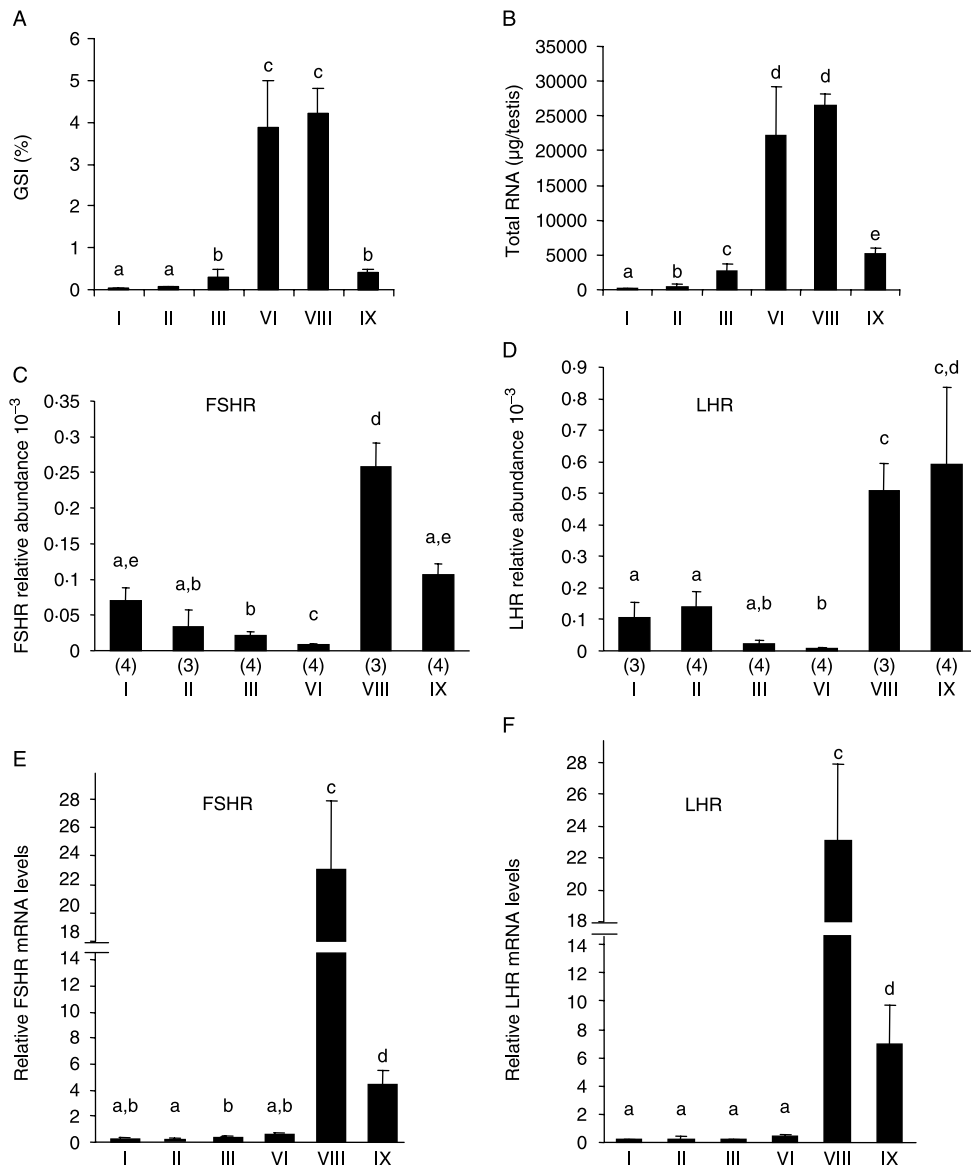 A
GSI (%)
6
5
4
3
2
1
0
a
a
b
c
c
b
I II III VI VIII IX
B
Total RNA (µg/testis)
35000
30000
25000
20000
15000
10000
5000
0
a
b
c
d
d
e
I II III VI VIII IX
C
FSHR
FSHR relative abundance 10⁻³
0·35
0·3
0·25
0·2
0·15
0·1
0·05
0
a,e
a,b
b
c
d
a,e
(4) (3) (4) (4) (3) (4)
I II III VI VIII IX
D
LHR
LHR relative abundance 10⁻³
0·9
0·8
0·7
0·6
0·5
0·4
0·3
0·2
0·1
0
a
a
a,b
b
c
c,d
(3) (4) (4) (4) (3) (4)
I II III VI VIII IX
E
FSHR
Relative FSHR mRNA levels
28
26
24
22
20
18
14
12
10
8
6
4
2
0
a,b
a
b
a,b
c
d
I II III VI VIII IX
F
LHR
Relative LHR mRNA levels
28
26
24
22
20
18
14
12
10
8
6
4
2
0
a
a
a
a
c
d
I II III VI VIII IX